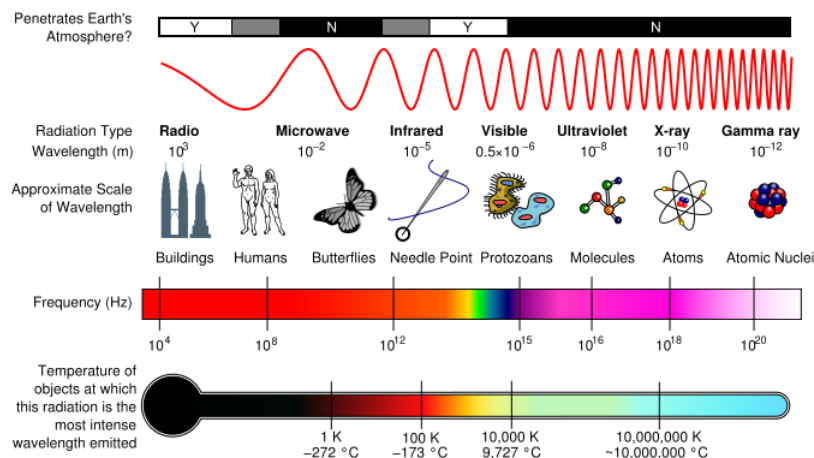 Penetrates Earth's
Atmosphere?
Y N Y N
Radiation Type
Radio Microwave Infrared Visible Ultraviolet X-ray Gamma ray
Wavelength (m)
10³ 10⁻² 10⁻⁵ 0.5×10⁻⁶ 10⁻⁸ 10⁻¹⁰ 10⁻¹²
Approximate Scale
of Wavelength
Buildings Humans Butterflies Needle Point Protozoans Molecules Atoms Atomic Nuclei
Frequency (Hz)
10⁴ 10⁸ 10¹² 10¹⁵ 10¹⁶ 10¹⁸ 10²⁰
Temperature of
objects at which
this radiation is the
most intense
wavelength emitted
1 K 100 K 10,000 K 10,000,000 K
−272 °C −173 °C 9,727 °C ~10,000,000 °C